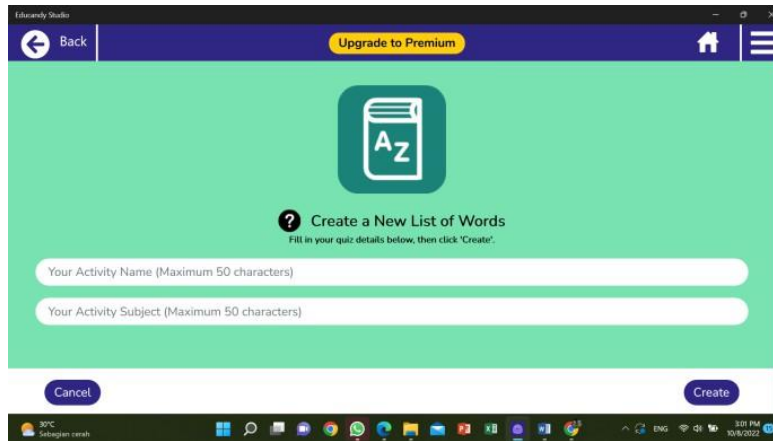 Educandy Studio
Back
Upgrade to Premium
AZ
Create a New List of Words
Fill in your quiz details below, then click 'Create'.
Your Activity Name (Maximum 50 characters)
Your Activity Subject (Maximum 50 characters)
Cancel
Create
30°C
Sebagian cerah
ENG
3:01 PM
10/8/2022